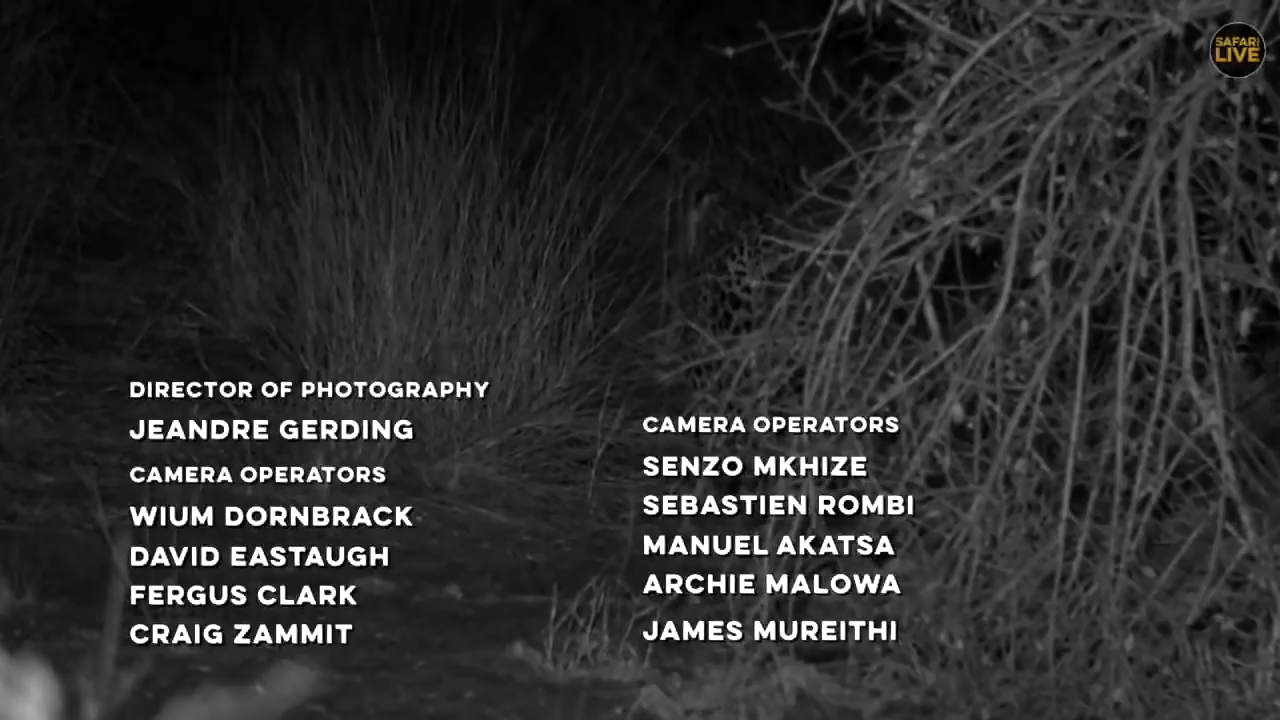 SAFARI
LIVE
DIRECTOR OF PHOTOGRAPHY
JEANDRE GERDING
CAMERA OPERATORS
WIUM DORNBRACK
DAVID EASTAUGH
FERGUS CLARK
CRAIG ZAMMIT
CAMERA OPERATORS
SENZO MKHIZE
SEBASTIEN ROMBI
MANUEL AKATSA
ARCHIE MALOWA
JAMES MUREITHI